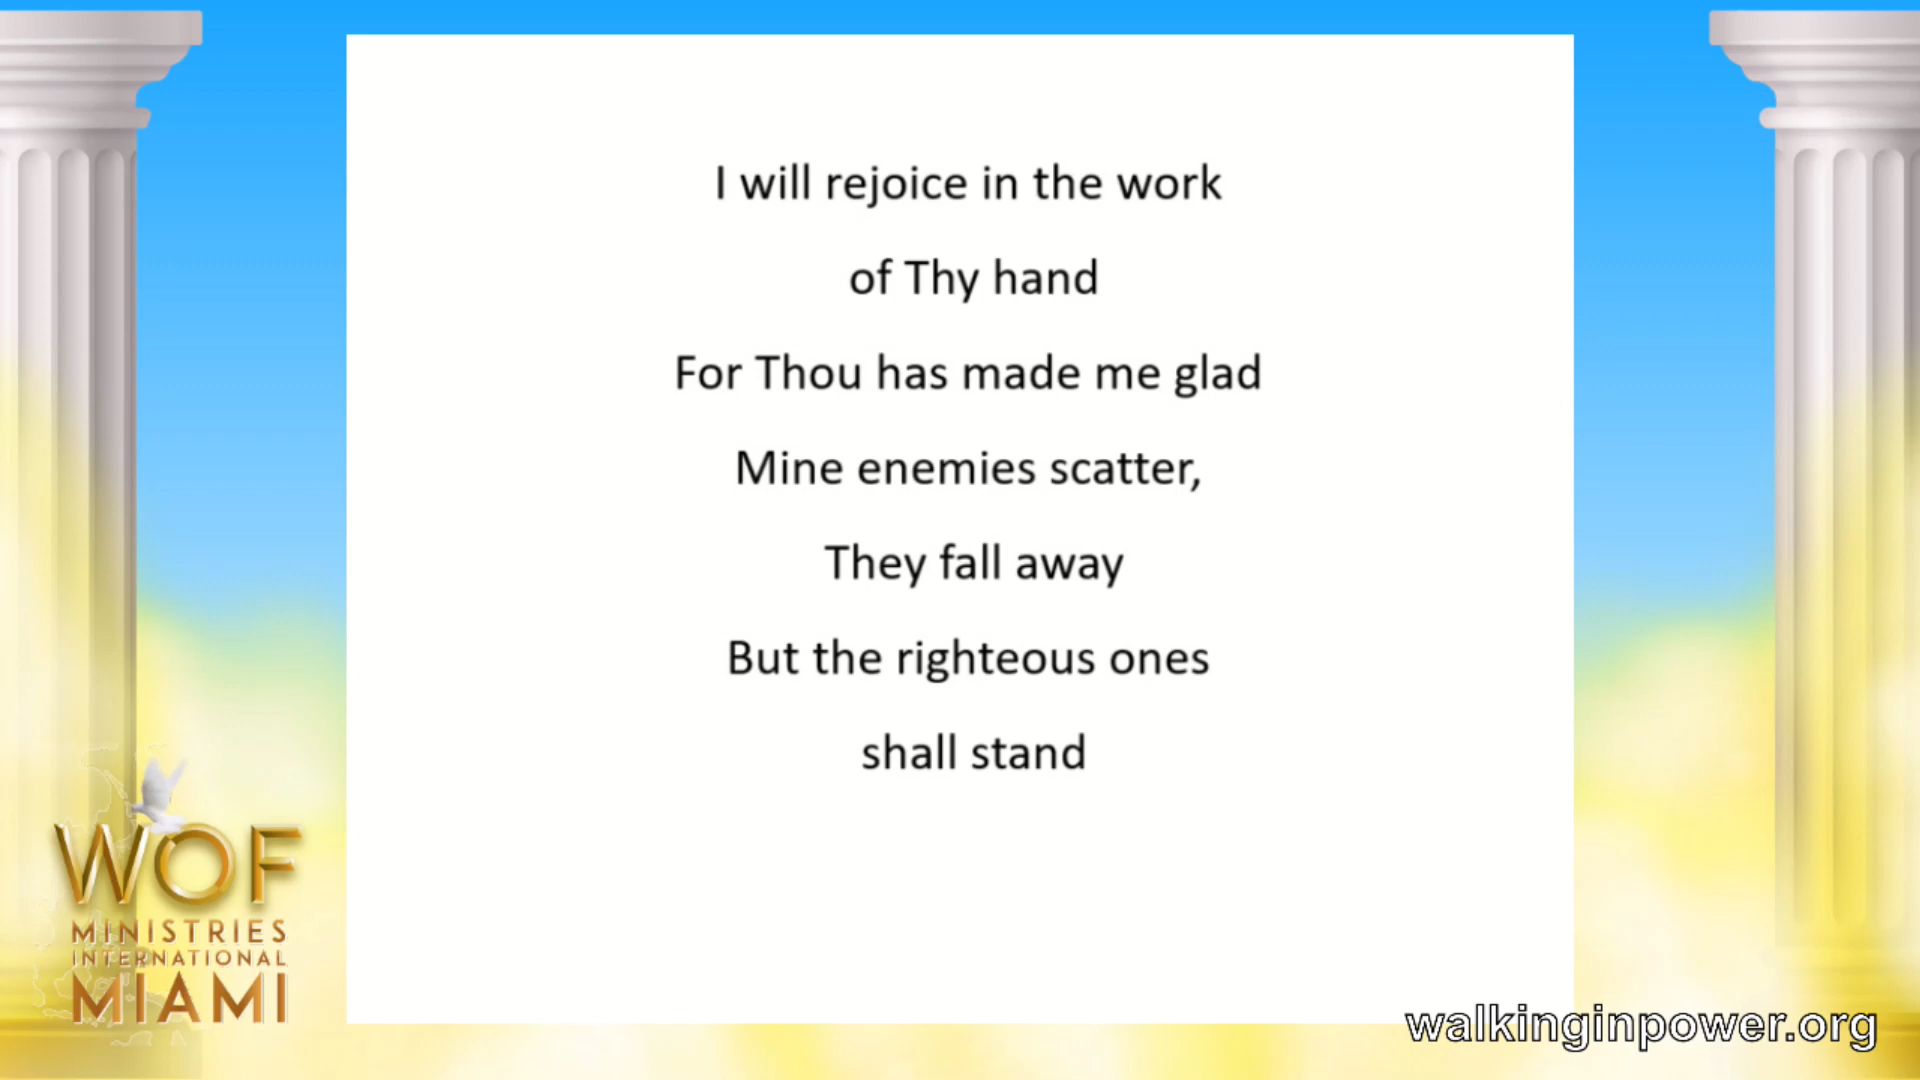 I will rejoice in the work
of Thy hand
For Thou has made me glad
Mine enemies scatter,
They fall away
But the righteous ones
shall stand
WOF
MINISTRIES
INTERNATIONAL
MIAMI
walkinginpower.org